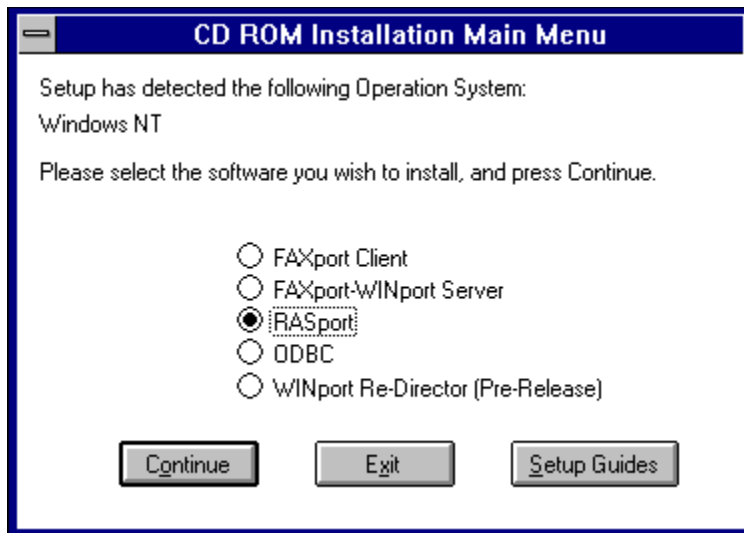 CD ROM Installation Main Menu
Setup has detected the following Operation System:
Windows NT
Please select the software you wish to install, and press Continue.
FAXport Client
FAXport-WINport Server
RASport
ODBC
WINport Re-Director (Pre-Release)
Continue Exit Setup Guides